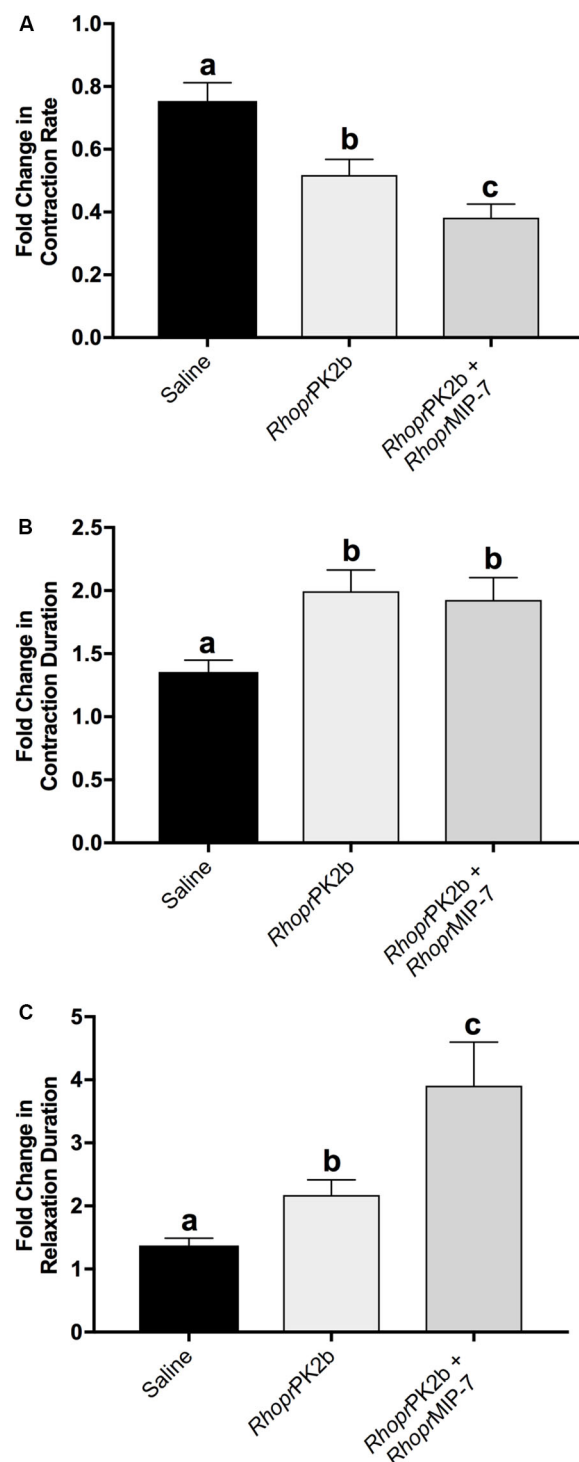 A
Fold Change in
Contraction Rate
1.0
0.8
0.6
0.4
0.2
0.0
a
b
c
Saline
RhoprPK2b
RhoprPK2b +
RhoprMIP-7
B
Fold Change in
Contraction Duration
2.5
2.0
1.5
1.0
0.5
0.0
a
b
b
Saline
RhoprPK2b
RhoprPK2b +
RhoprMIP-7
C
Fold Change in
Relaxation Duration
5
4
3
2
1
0
a
b
c
Saline
RhoprPK2b
RhoprPK2b +
RhoprMIP-7